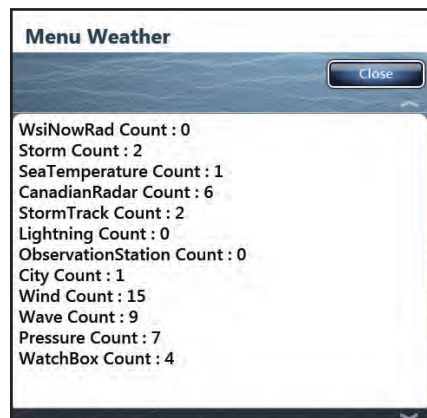 Menu Weather
Close
WsiNowRad Count : 0
Storm Count : 2
SeaTemperature Count : 1
CanadianRadar Count : 6
StormTrack Count : 2
Lightning Count : 0
ObservationStation Count : 0
City Count : 1
Wind Count : 15
Wave Count : 9
Pressure Count : 7
WatchBox Count : 4